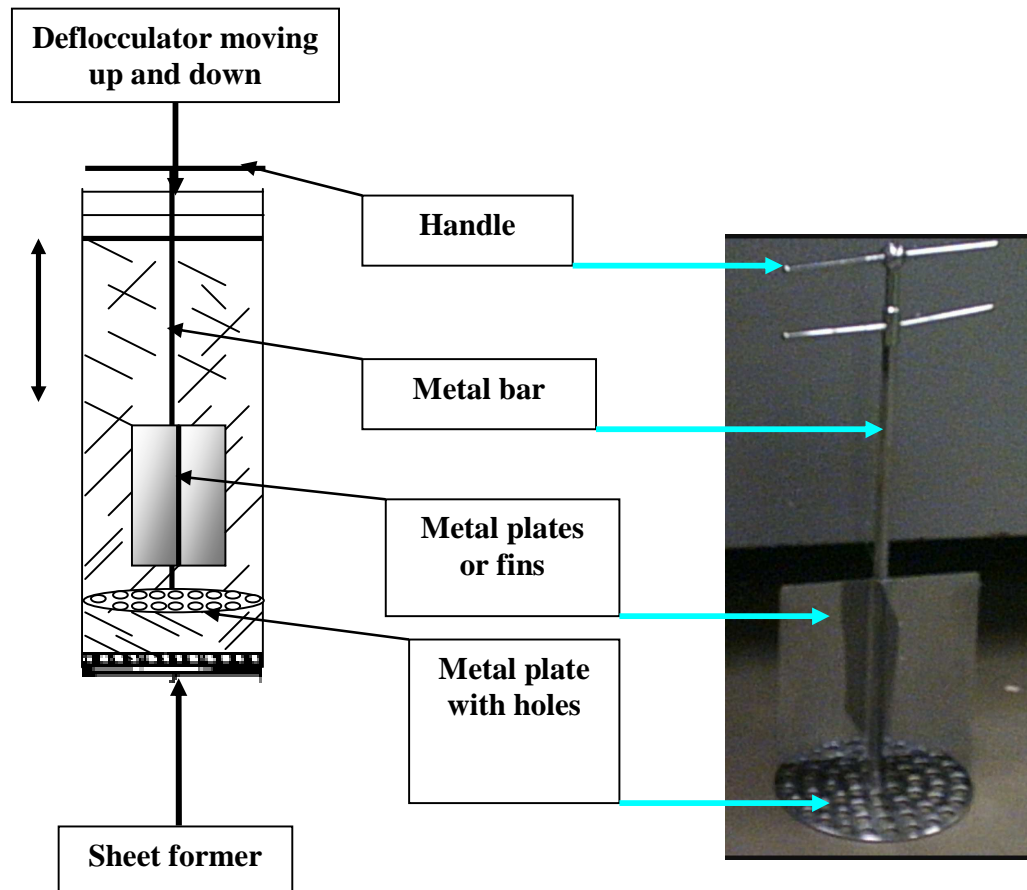 Deflocculator moving
up and down
Handle
Metal bar
Metal plates
or fins
Metal plate
with holes
Sheet former